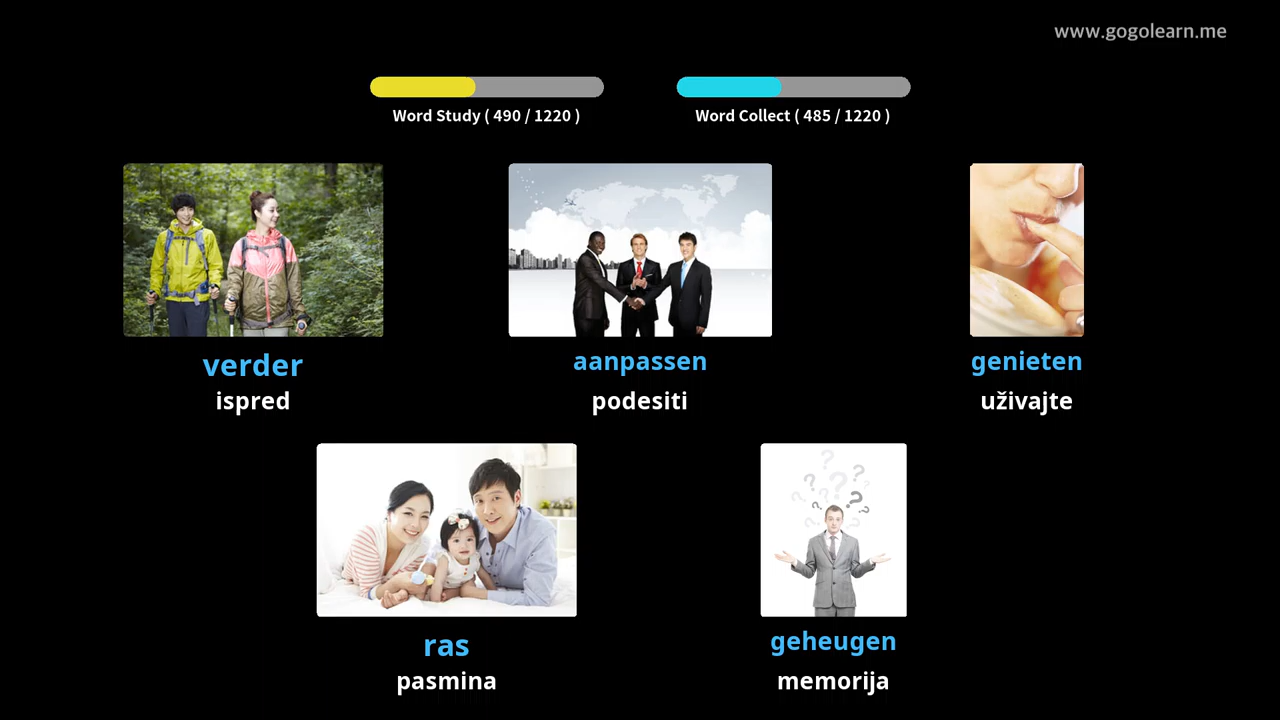 www.gogolearn.me
Word Study ( 490 / 1220 )
Word Collect ( 485 / 1220 )
verder
ispred
aanpassen
podesiti
genieten
uživajte
ras
pasmina
geheugen
memorija